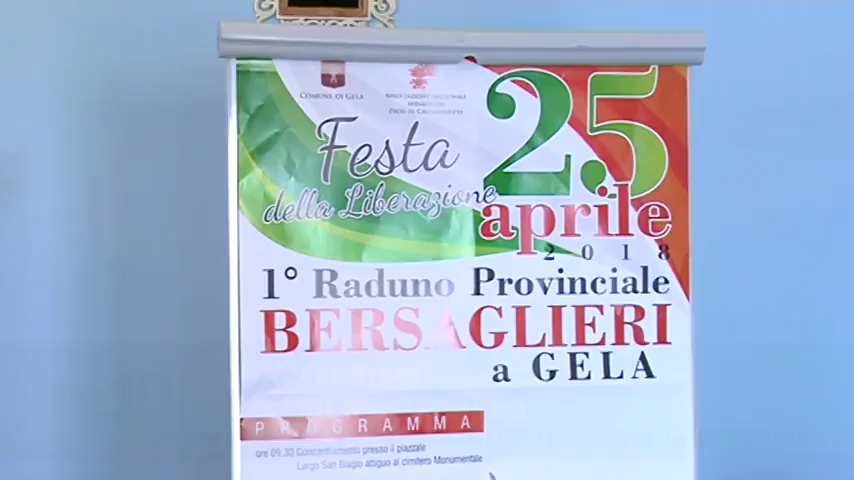 COMUNE DI GELA
ASSOCIAZIONE NAZIONALE
BERSAGLIERI
PROV. DI CALTANISSETTA
Festa
della Liberazione
25
aprile
2018
1° Raduno Provinciale
BERSAGLIERI
a GELA
PROGRAMMA
ore 09,30 Concentramento presso il piazzale
Largo San Biagio attiguo al cimitero Monumentale